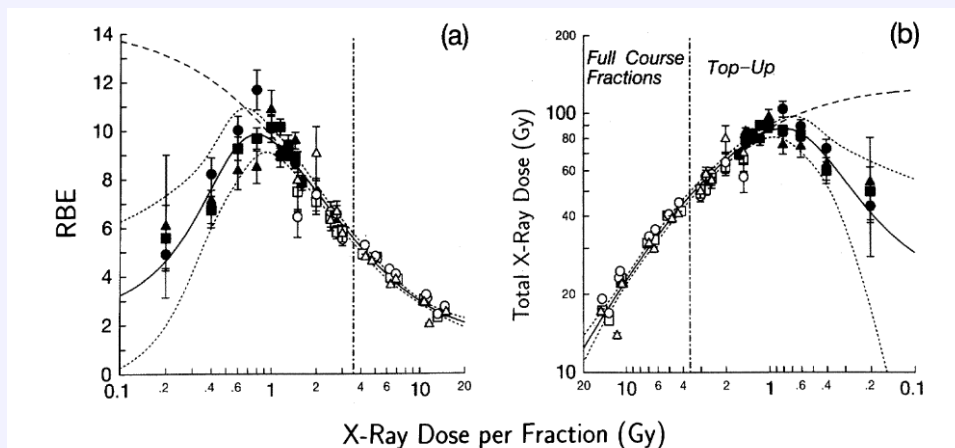 (a)
RBE
14
12
10
8
6
4
2
0
0.1 .2 .4 .6 1 2 4 6 10 20
(b)
Full Course
Fractions
Top-Up
Total X-Ray Dose (Gy)
200
100
80
60
40
20
10
20 10 6 4 2 1 .6 .4 .2 0.1
X-Ray Dose per Fraction (Gy)